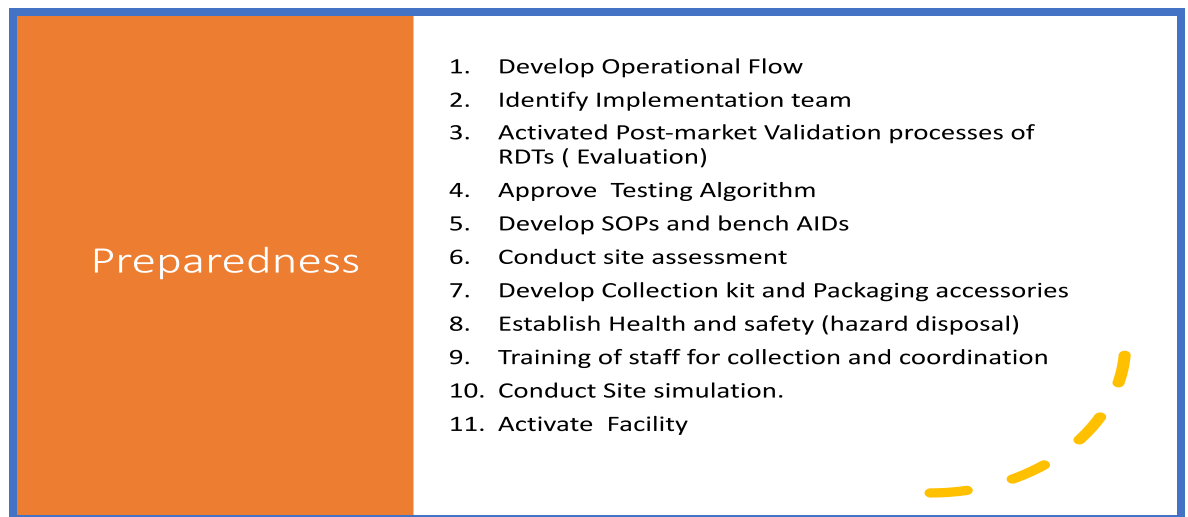 Preparedness
1. Develop Operational Flow
2. Identify Implementation team
3. Activated Post-market Validation processes of
RDTs ( Evaluation)
4. Approve  Testing Algorithm
5. Develop SOPs and bench AIDs
6. Conduct site assessment
7. Develop Collection kit and Packaging accessories
8. Establish Health and safety (hazard disposal)
9. Training of staff for collection and coordination
10. Conduct Site simulation.
11. Activate  Facility